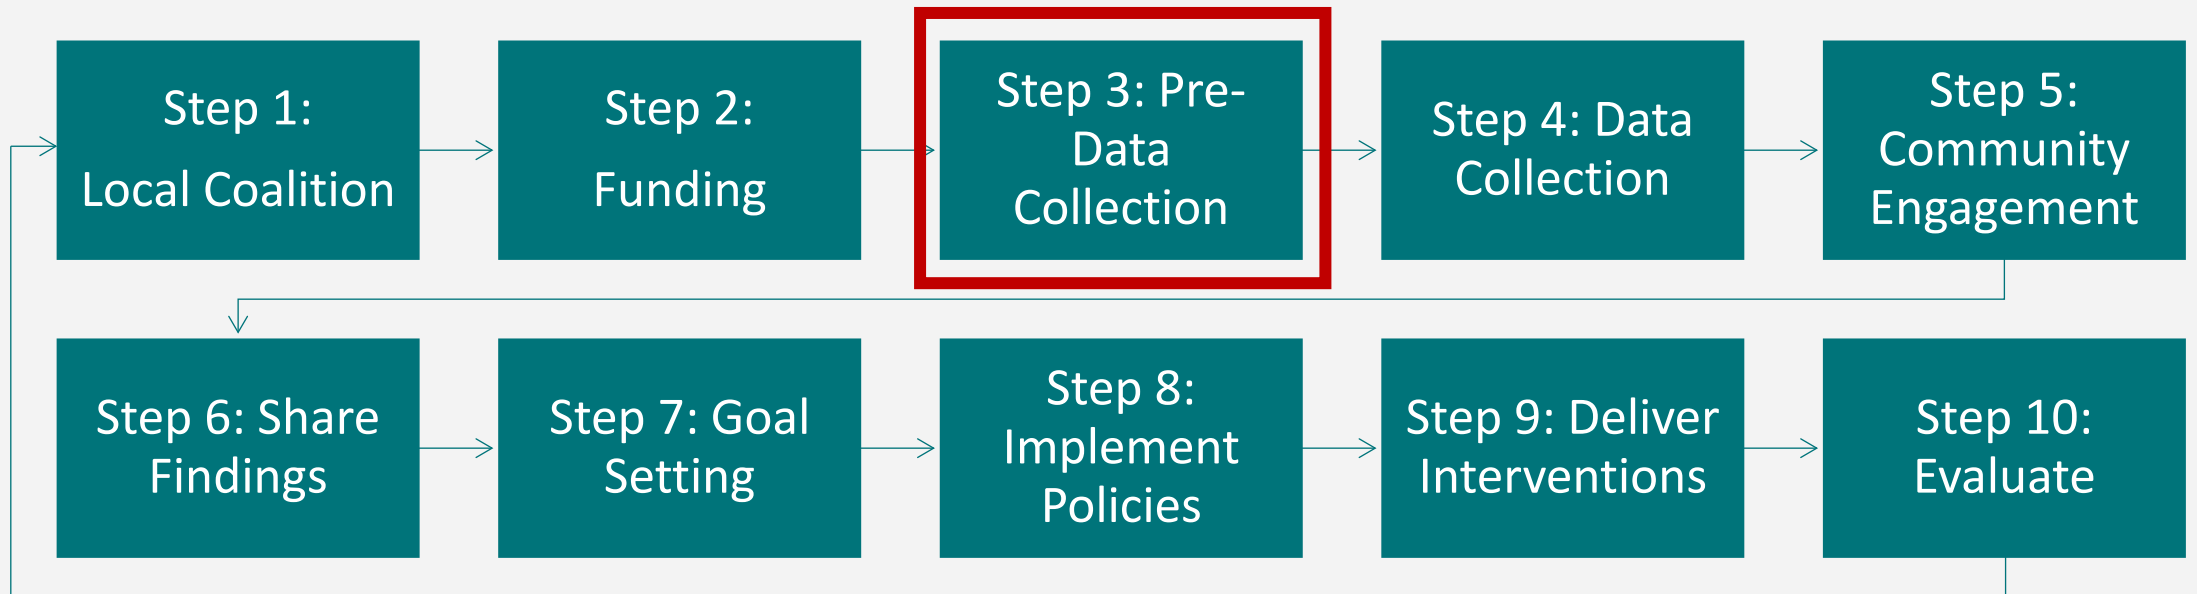 Step 1:
Local Coalition
Step 2:
Funding
Step 3: Pre-
Data
Collection
Step 4: Data
Collection
Step 5:
Community
Engagement
Step 6: Share
Findings
Step 7: Goal
Setting
Step 8:
Implement
Policies
Step 9: Deliver
Interventions
Step 10:
Evaluate